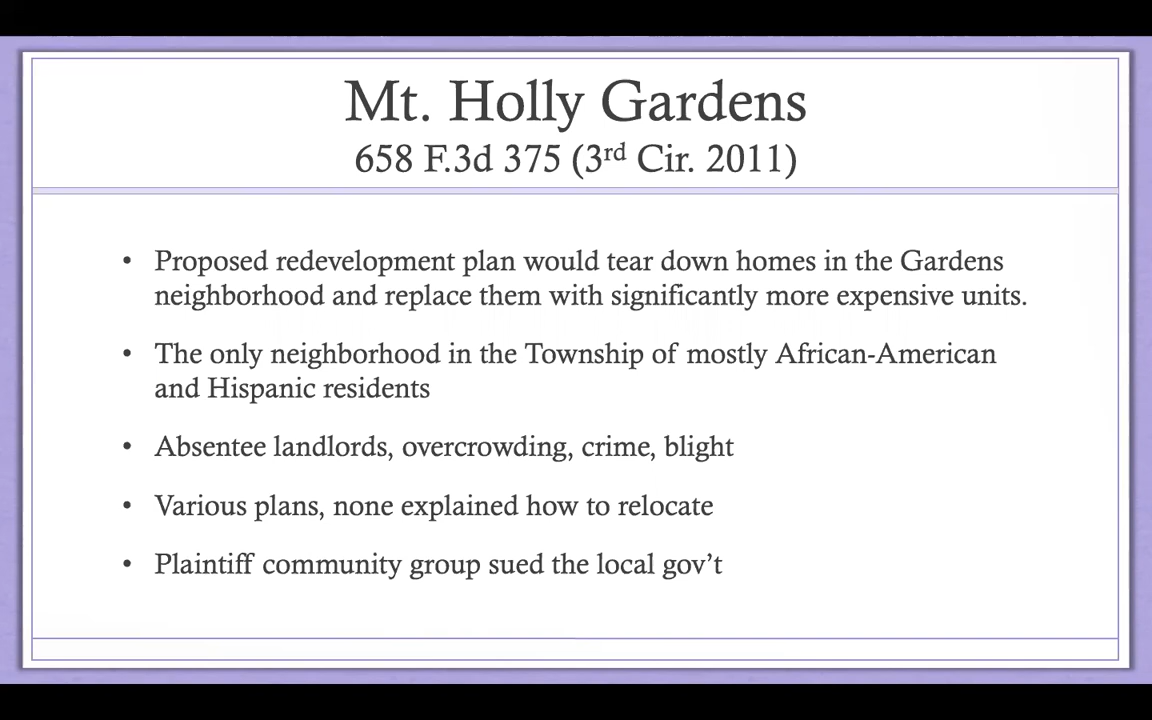 Mt. Holly Gardens
658 F.3d 375 (3rd Cir. 2011)
• Proposed redevelopment plan would tear down homes in the Gardens
neighborhood and replace them with significantly more expensive units.
• The only neighborhood in the Township of mostly African-American
and Hispanic residents
• Absentee landlords, overcrowding, crime, blight
• Various plans, none explained how to relocate
• Plaintiff community group sued the local gov’t